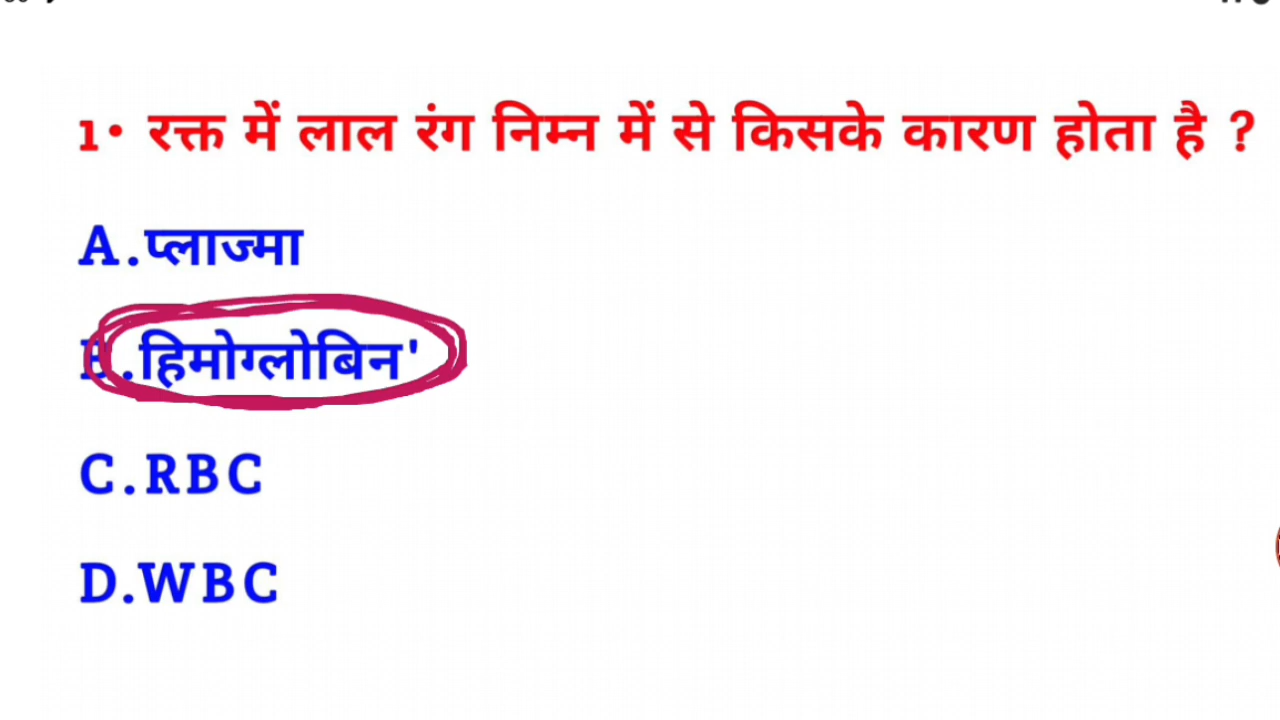 1• रक्त में लाल रंग निम्न में से किसके कारण होता है ?
A.प्लाज्मा
B.हिमोग्लोबिन'
C.RBC
D.WBC